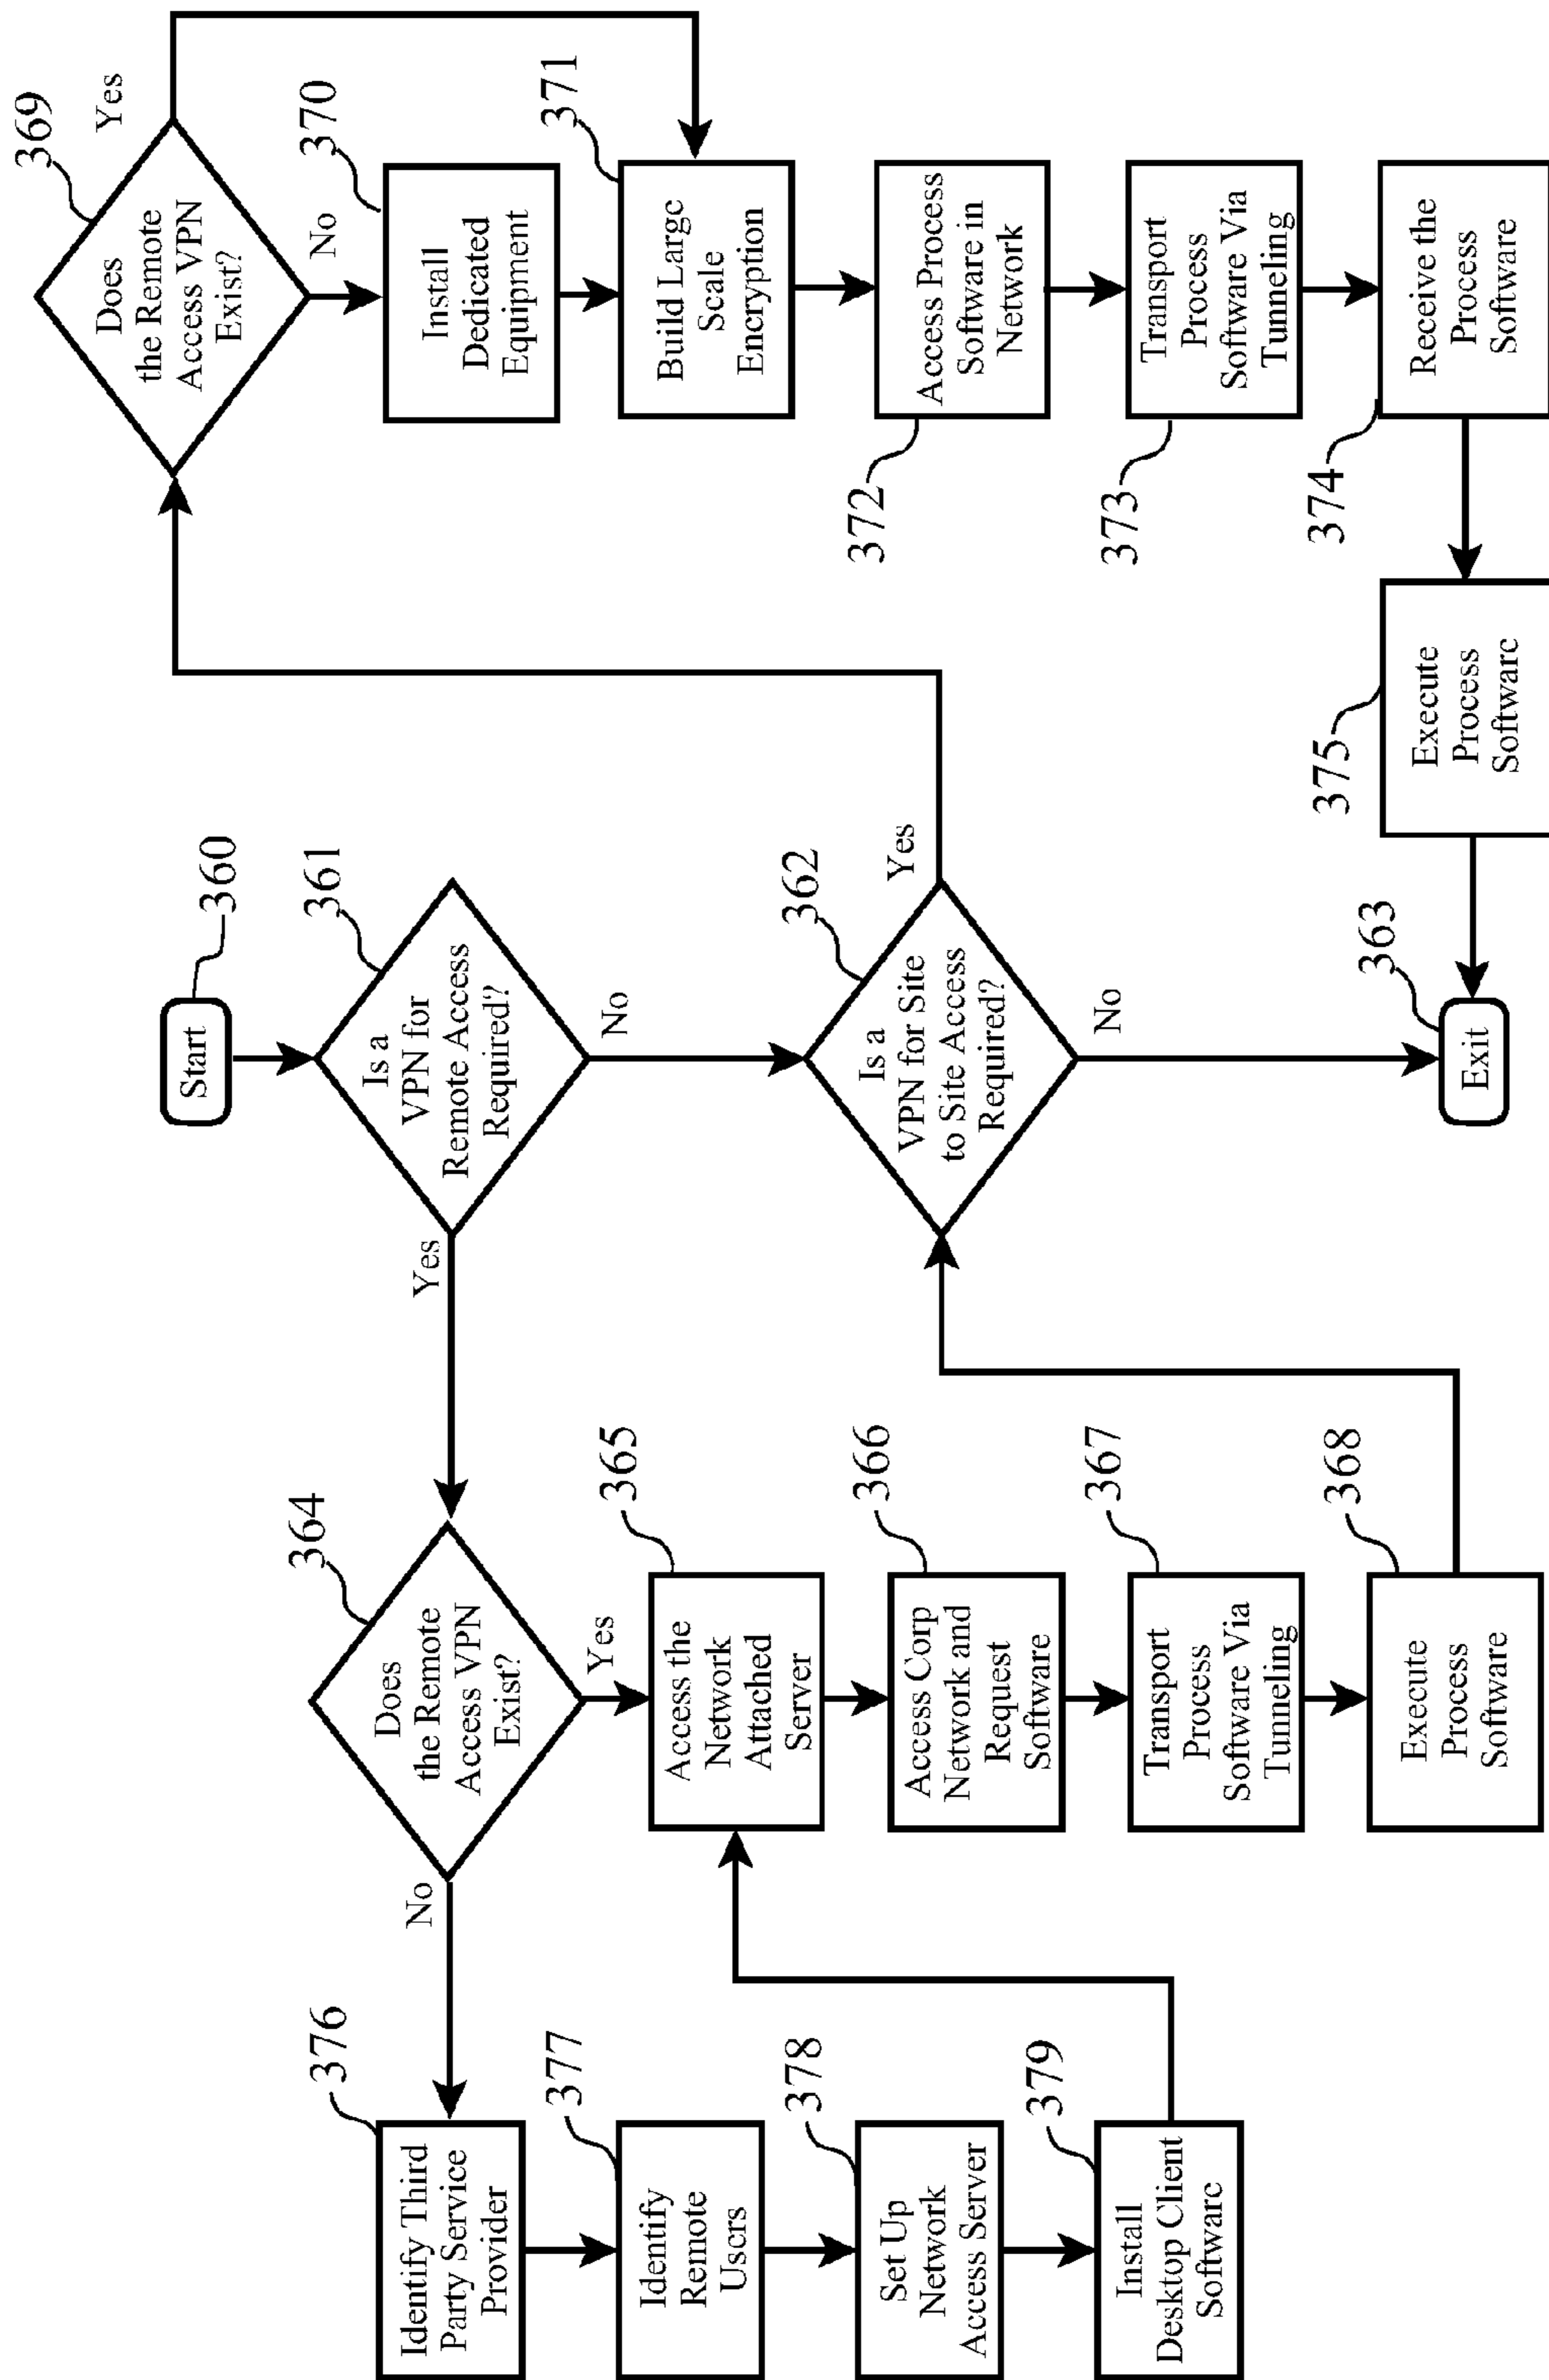 360
Start
361
Is a
VPN for
Remote Access
Required?
Yes
No
362
Is a
VPN for Site
to Site Access
Required?
Yes
No
363
Exit
364
Does
the Remote
Access VPN
Exist?
No
Yes
365
Access the
Network
Attached
Server
366
Access Corp
Network and
Request
Software
367
Transport
Process
Software Via
Tunneling
368
Execute
Process
Software
369
Does
the Remote
Access VPN
Exist?
Yes
No
370
Install
Dedicated
Equipment
371
Build Large
Scale
Encryption
372
Access Process
Software in
Network
373
Transport
Process
Software Via
Tunneling
374
Receive the
Process
Software
375
Execute
Process
Software
376
Identify Third
Party Service
Provider
377
Identify
Remote
Users
378
Set Up
Network
Access Server
379
Install
Desktop Client
Software